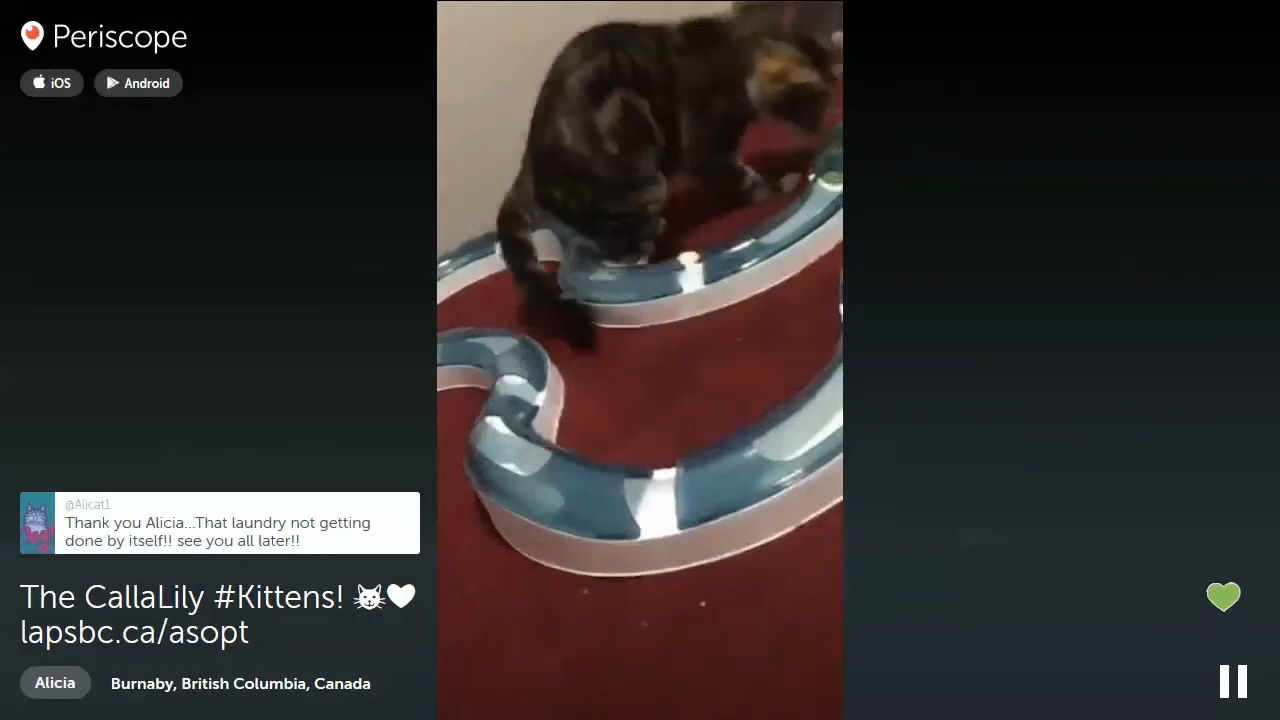 Periscope
iOS
Android
@Alicat1
Thank you Alicia...That laundry not getting
done by itself!! see you all later!!
The CallaLily #Kittens! 🐱🤍
lapsbc.ca/asopt
Alicia
Burnaby, British Columbia, Canada